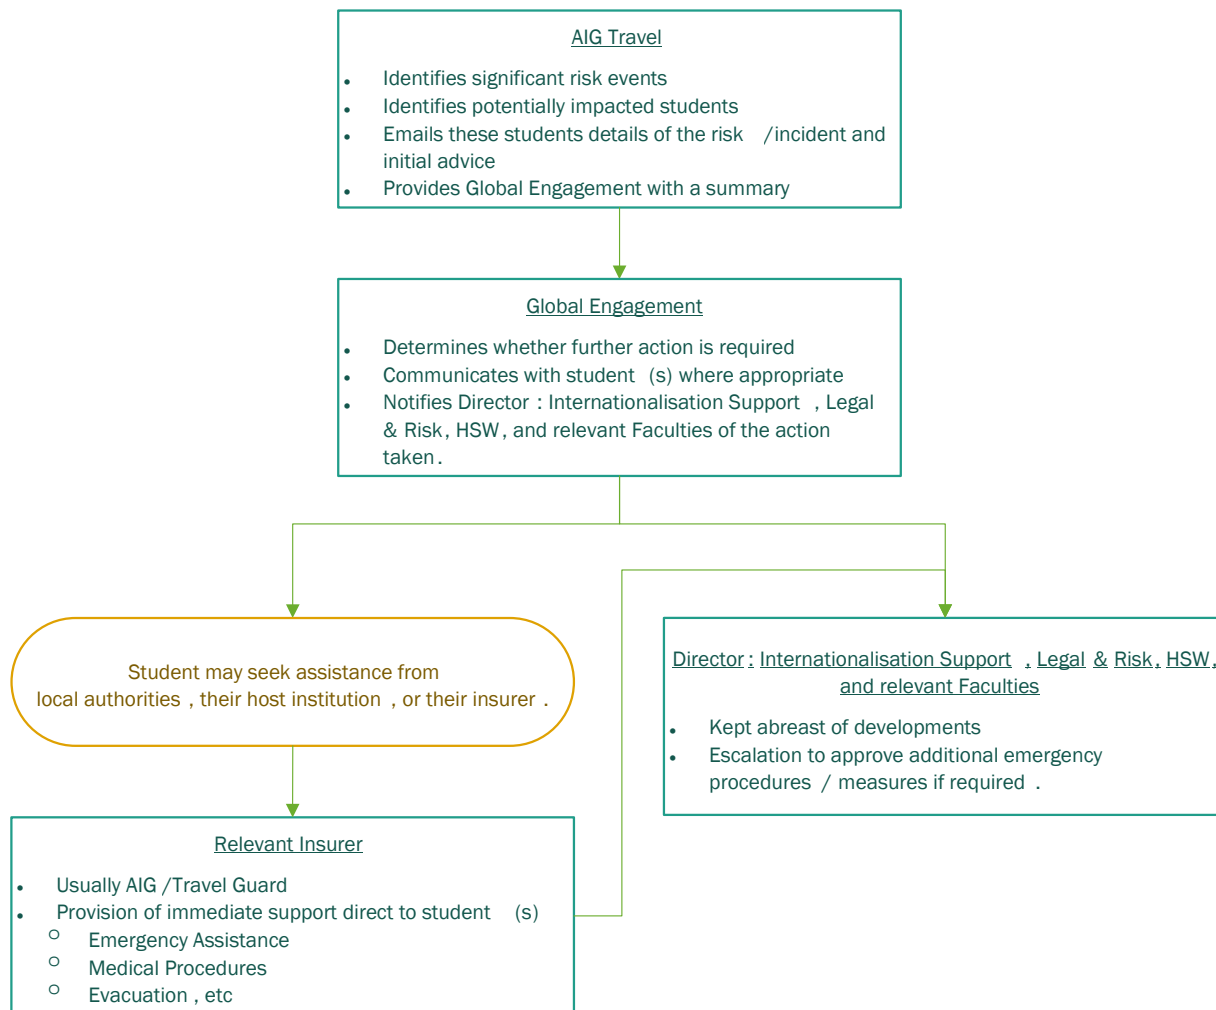 AIG Travel
• Identifies significant risk events
• Identifies potentially impacted students
• Emails these students details of the risk /incident and
initial advice
• Provides Global Engagement with a summary
Global Engagement
• Determines whether further action is required
• Communicates with student (s) where appropriate
• Notifies Director : Internationalisation Support , Legal
& Risk, HSW, and relevant Faculties of the action
taken.
Student may seek assistance from
local authorities , their host institution , or their insurer .
Director : Internationalisation Support , Legal & Risk, HSW,
and relevant Faculties
• Kept abreast of developments
• Escalation to approve additional emergency
procedures / measures if required .
Relevant Insurer
• Usually AIG /Travel Guard
• Provision of immediate support direct to student (s)
○ Emergency Assistance
○ Medical Procedures
○ Evacuation , etc